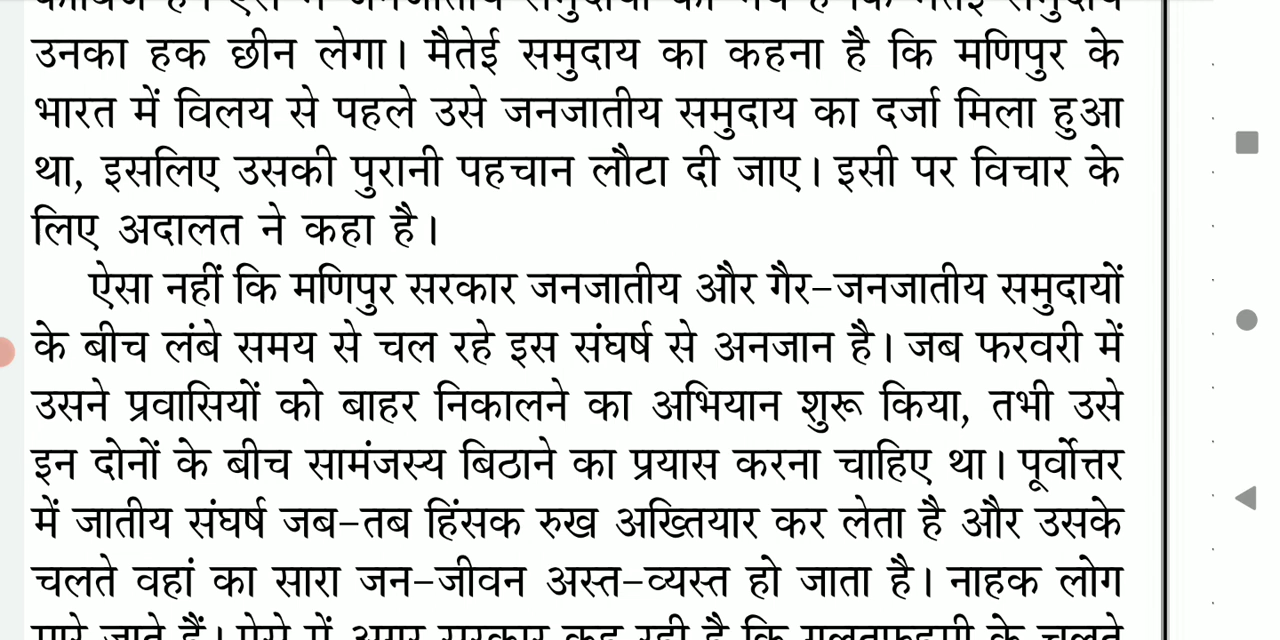 उनका हक छीन लेगा। मैतेई समुदाय का कहना है कि मणिपुर के
भारत में विलय से पहले उसे जनजातीय समुदाय का दर्जा मिला हुआ
था, इसलिए उसकी पुरानी पहचान लौटा दी जाए। इसी पर विचार के
लिए अदालत ने कहा है।
ऐसा नहीं कि मणिपुर सरकार जनजातीय और गैर-जनजातीय समुदायों
के बीच लंबे समय से चल रहे इस संघर्ष से अनजान है। जब फरवरी में
उसने प्रवासियों को बाहर निकालने का अभियान शुरू किया, तभी उसे
इन दोनों के बीच सामंजस्य बिठाने का प्रयास करना चाहिए था। पूर्वोत्तर
में जातीय संघर्ष जब-तब हिंसक रुख अख्तियार कर लेता है और उसके
चलते वहां का सारा जन-जीवन अस्त-व्यस्त हो जाता है। नाहक लोग